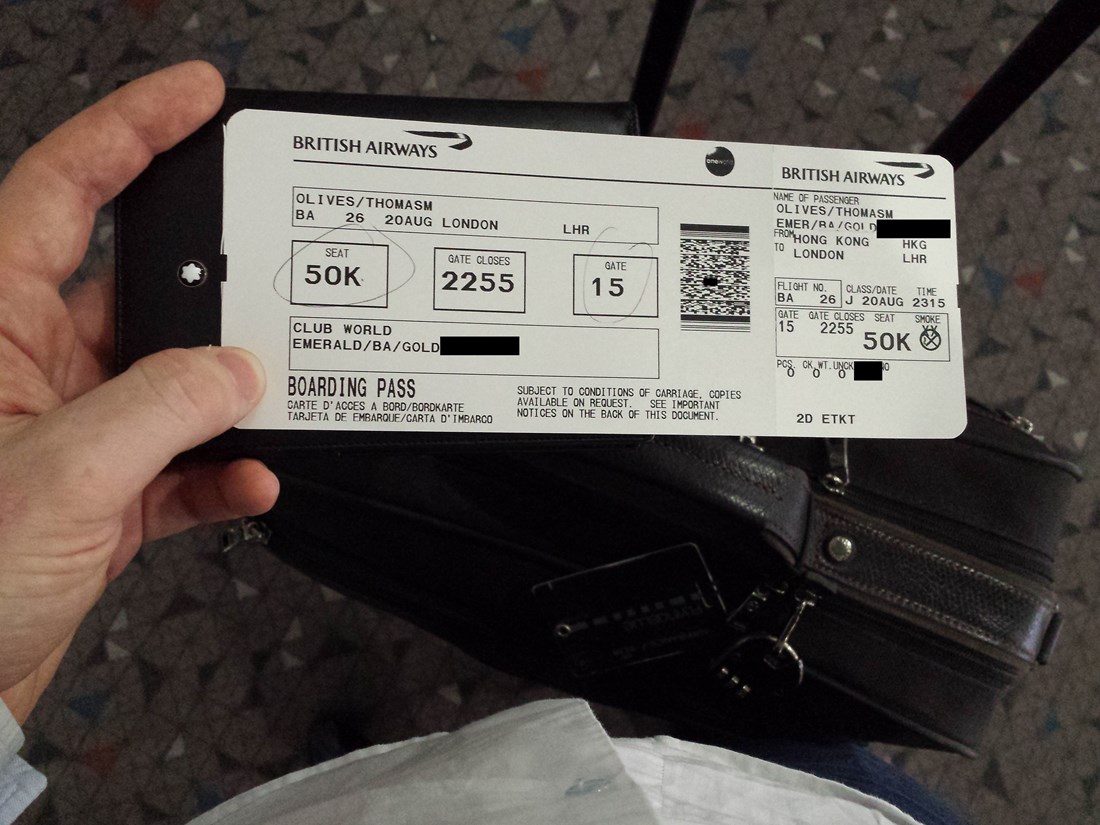 BRITISH AIRWAYS
oneworld
OLIVES/THOMASM
BA 26 20AUG LONDON LHR
SEAT
50K
GATE CLOSES
2255
GATE
15
CLUB WORLD
EMERALD/BA/GOLD
BOARDING PASS
CARTE D'ACCES A BORD/BORDKARTE
TARJETA DE EMBARQUE/CARTA D'IMBARCO
SUBJECT TO CONDITIONS OF CARRIAGE, COPIES
AVAILABLE ON REQUEST. SEE IMPORTANT
NOTICES ON THE BACK OF THIS DOCUMENT.
BRITISH AIRWAYS
NAME OF PASSENGER
OLIVES/THOMASM
EMER/BA/GOLD
FROM HONG KONG HKG
TO LONDON LHR
FLIGHT NO. CLASS/DATE TIME
BA 26 J 20AUG 2315
GATE GATE CLOSES SEAT SMOKE
15 2255 50K
PCS. CK.WT. UNCK
0 0 0
2D ETKT